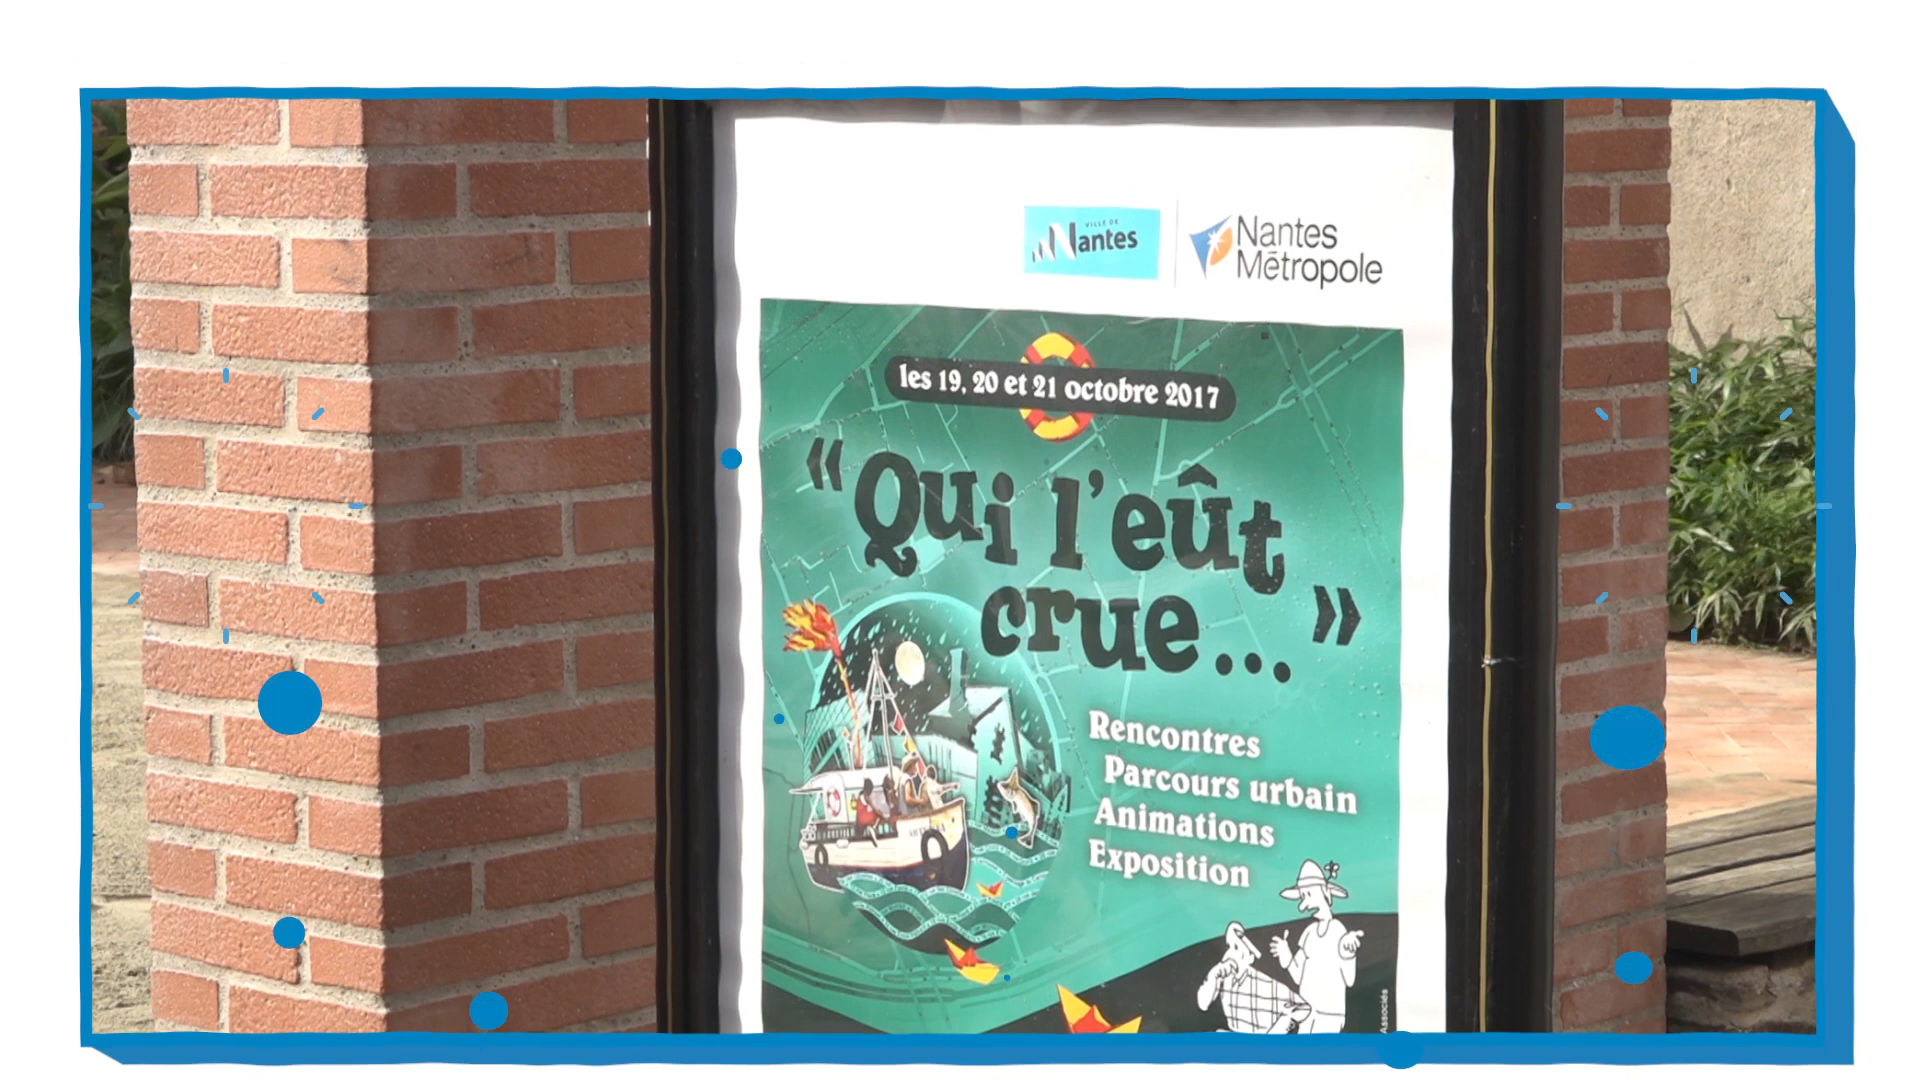 VILLE DE
Nantes
Nantes
Métropole
les 19, 20 et 21 octobre 2017
“Qui l’eût
crue... ”
Rencontres
Parcours urbain
Animations
Exposition
Associés